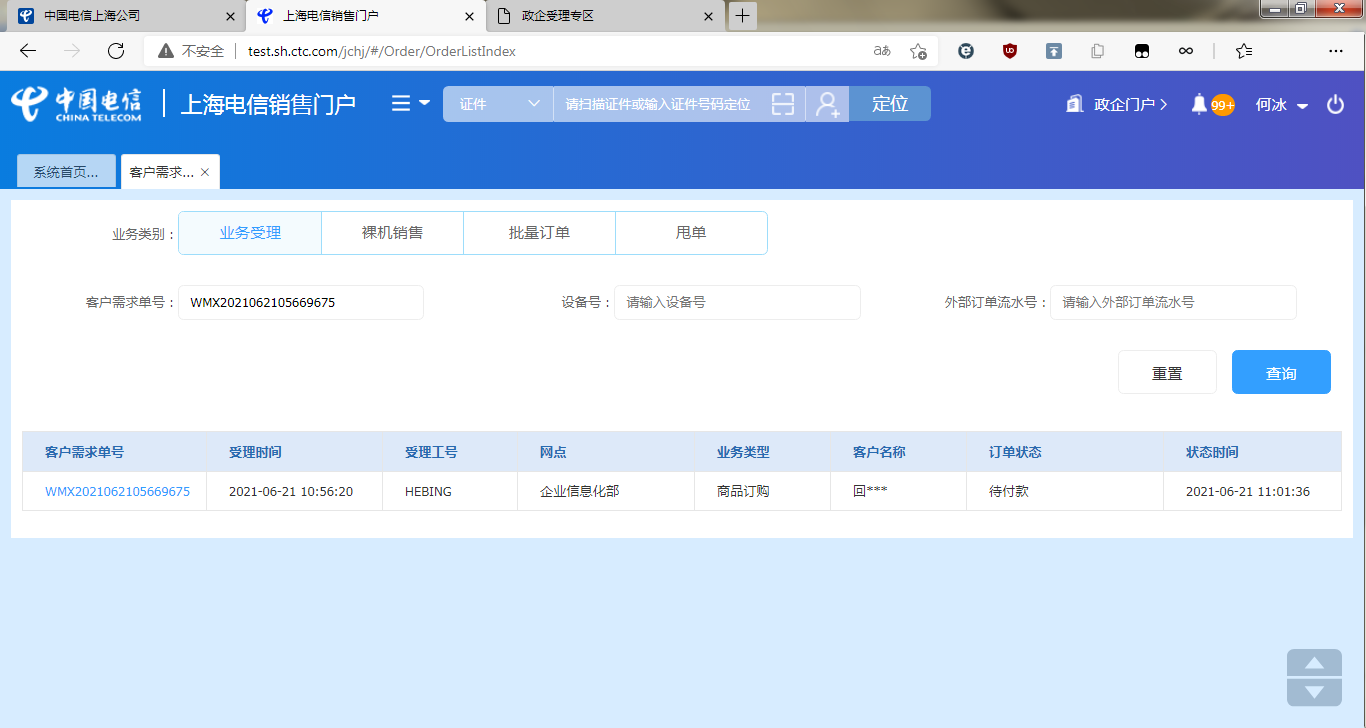 中国电信上海公司
上海电信销售门户
政企受理专区
不安全
test.sh.ctc.com/jchj/#/Order/OrderListIndex
aあ
中国电信
CHINA TELECOM
上海电信销售门户
证件
请扫描证件或输入证件号码定位
定位
政企门户
99+
何冰
系统首页...
客户需求...
业务类别：
业务受理
裸机销售
批量订单
甩单
客户需求单号：
WMX2021062105669675
设备号：
请输入设备号
外部订单流水号：
请输入外部订单流水号
重置
查询
客户需求单号 受理时间 受理工号 网点 业务类型 客户名称 订单状态 状态时间
WMX2021062105669675 2021-06-21 10:56:20 HEBING 企业信息化部 商品订购 回*** 待付款 2021-06-21 11:01:36